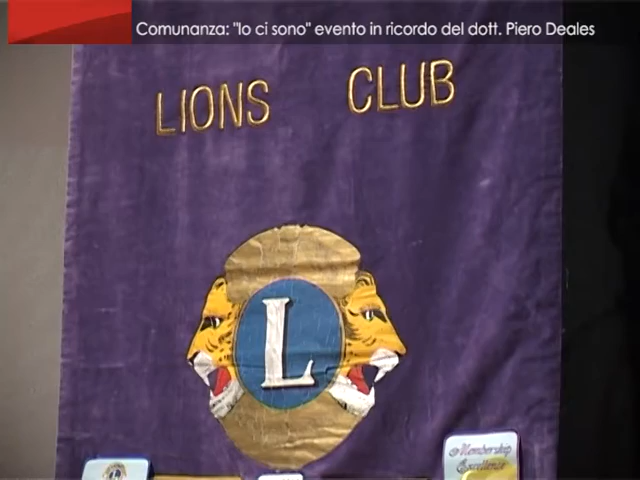 Comunanza: "Io ci sono" evento in ricordo del dott. Piero Deales
LIONS CLUB
L
Membership
Excellence